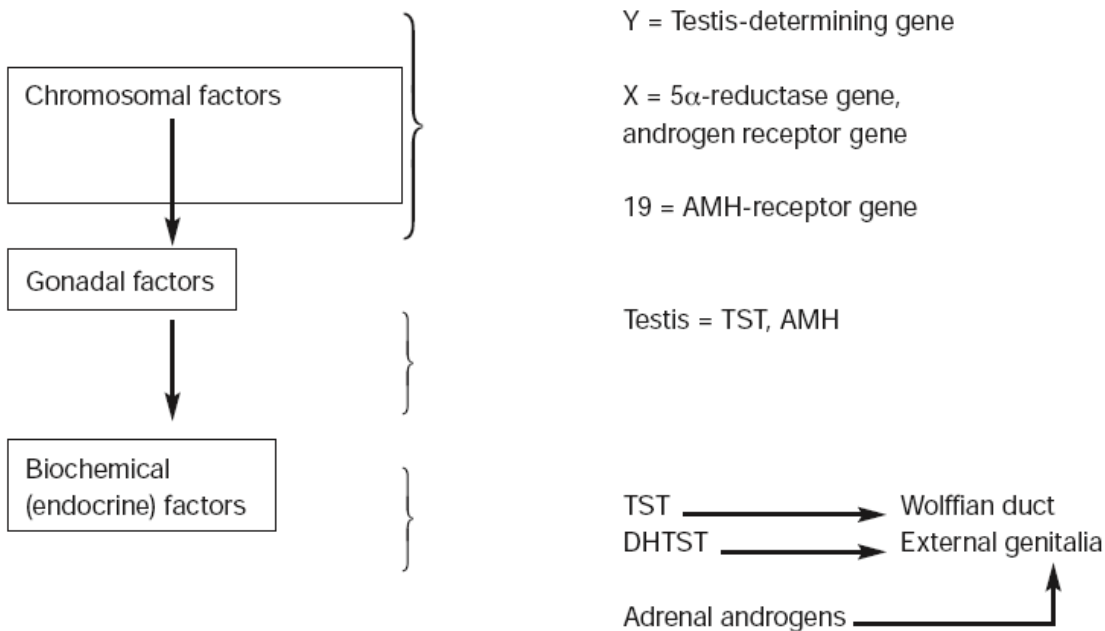 Y = Testis-determining gene
Chromosomal factors
X = 5α-reductase gene,
androgen receptor gene
19 = AMH-receptor gene
Gonadal factors
Testis = TST, AMH
Biochemical
(endocrine) factors
TST
Wolffian duct
DHTST
External genitalia
Adrenal androgens